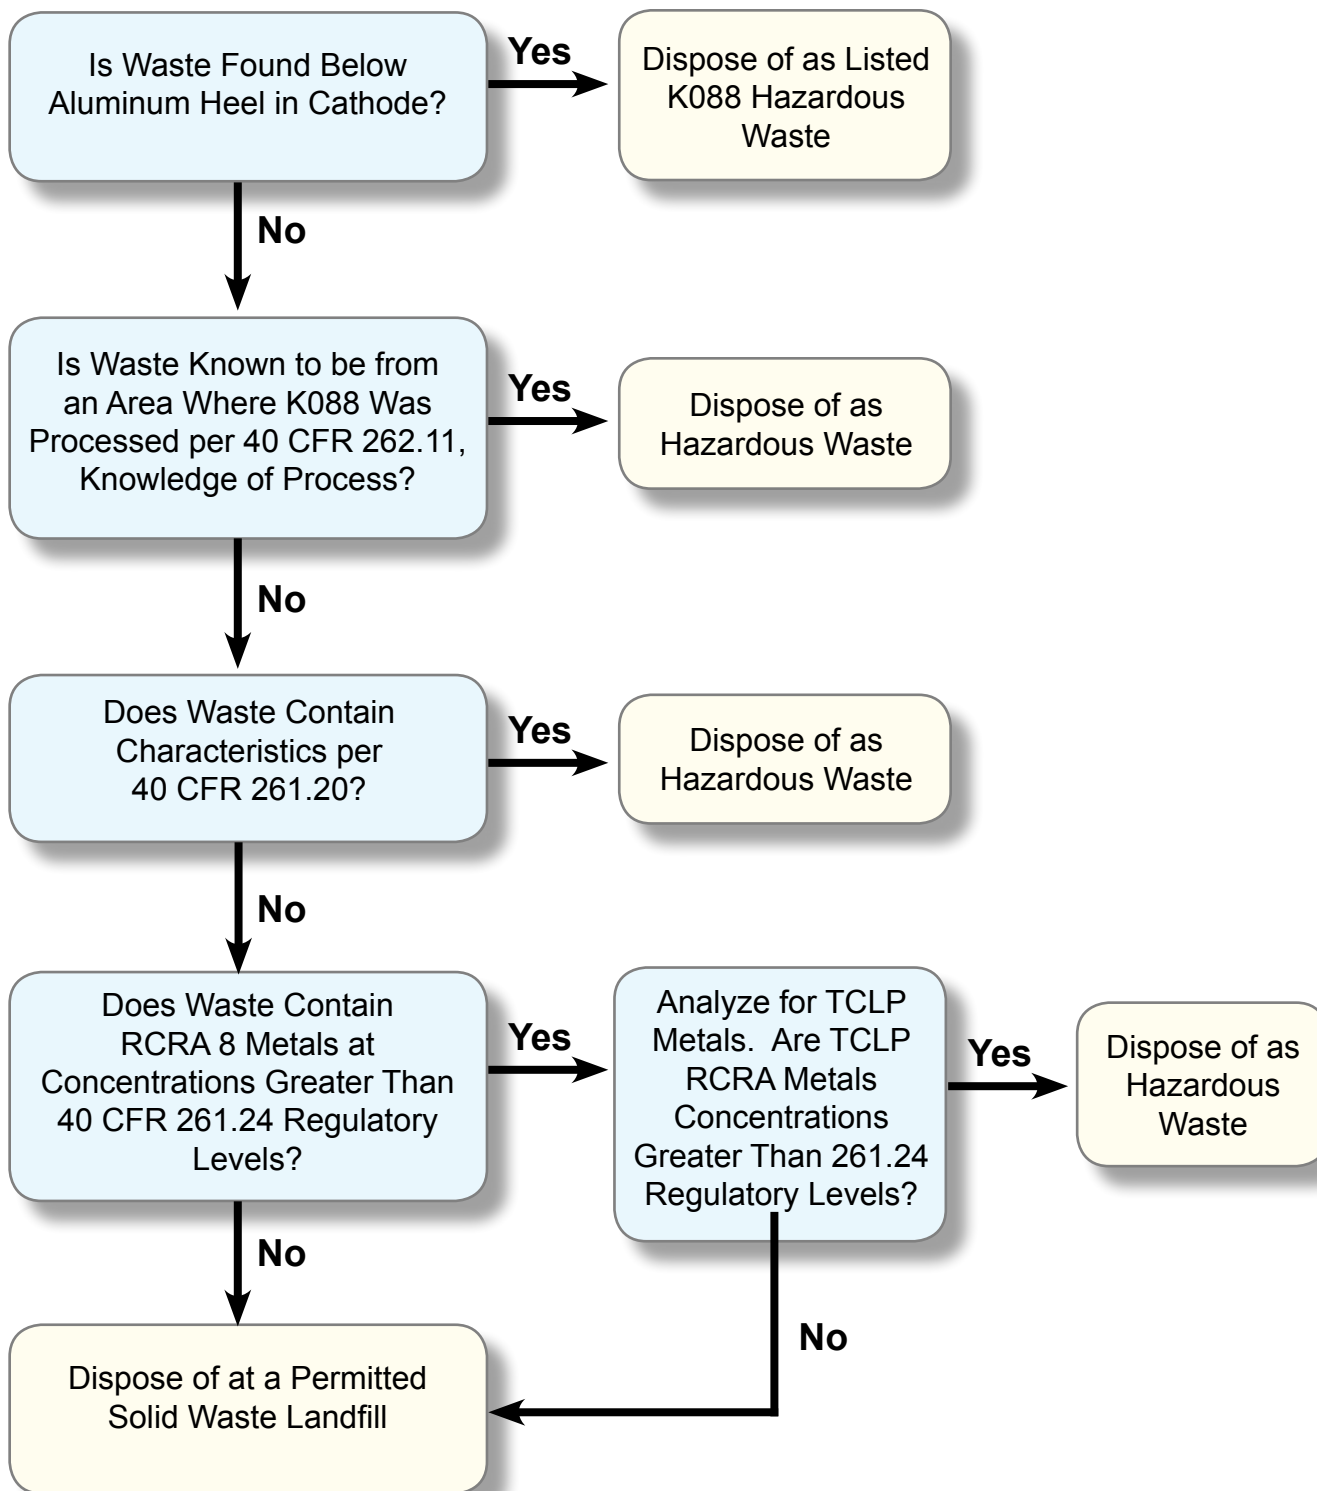 Is Waste Found Below
Aluminum Heel in Cathode?
Yes
Dispose of as Listed
K088 Hazardous
Waste
No
Is Waste Known to be from
an Area Where K088 Was
Processed per 40 CFR 262.11,
Knowledge of Process?
Yes
Dispose of as
Hazardous Waste
No
Does Waste Contain
Characteristics per
40 CFR 261.20?
Yes
Dispose of as
Hazardous Waste
No
Does Waste Contain
RCRA 8 Metals at
Concentrations Greater Than
40 CFR 261.24 Regulatory
Levels?
Yes
Analyze for TCLP
Metals.  Are TCLP
RCRA Metals
Concentrations
Greater Than 261.24
Regulatory Levels?
Yes
Dispose of as
Hazardous
Waste
No
No
Dispose of at a Permitted
Solid Waste Landfill